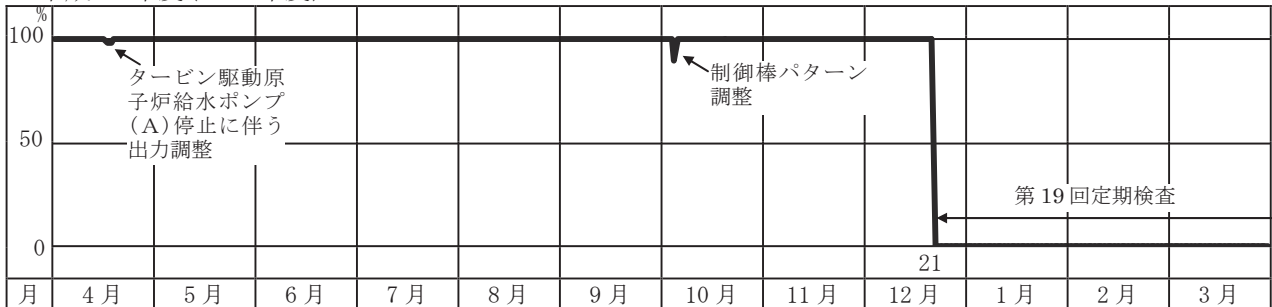 %
100
タービン駆動原
子炉給水ポンプ
(A)停止に伴う
出力調整
制御棒パターン
調整
50
第19回定期検査
0
21
月 4月 5月 6月 7月 8月 9月 10月 11月 12月 1月 2月 3月